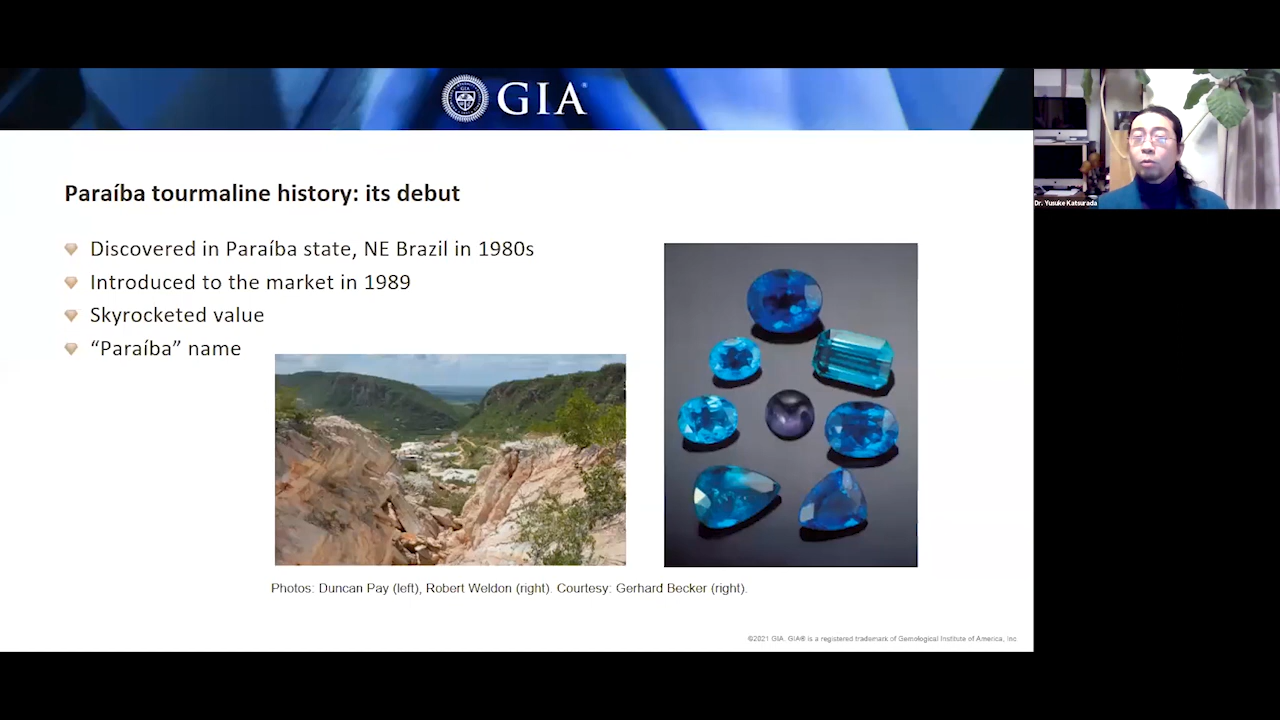 GIA
Paraíba tourmaline history: its debut
Discovered in Paraíba state, NE Brazil in 1980s
Introduced to the market in 1989
Skyrocketed value
“Paraíba” name
Photos: Duncan Pay (left), Robert Weldon (right). Courtesy: Gerhard Becker (right).
©2021 GIA. GIA® is a registered trademark of Gemological Institute of America, Inc
Dr. Yusuke Katsurada